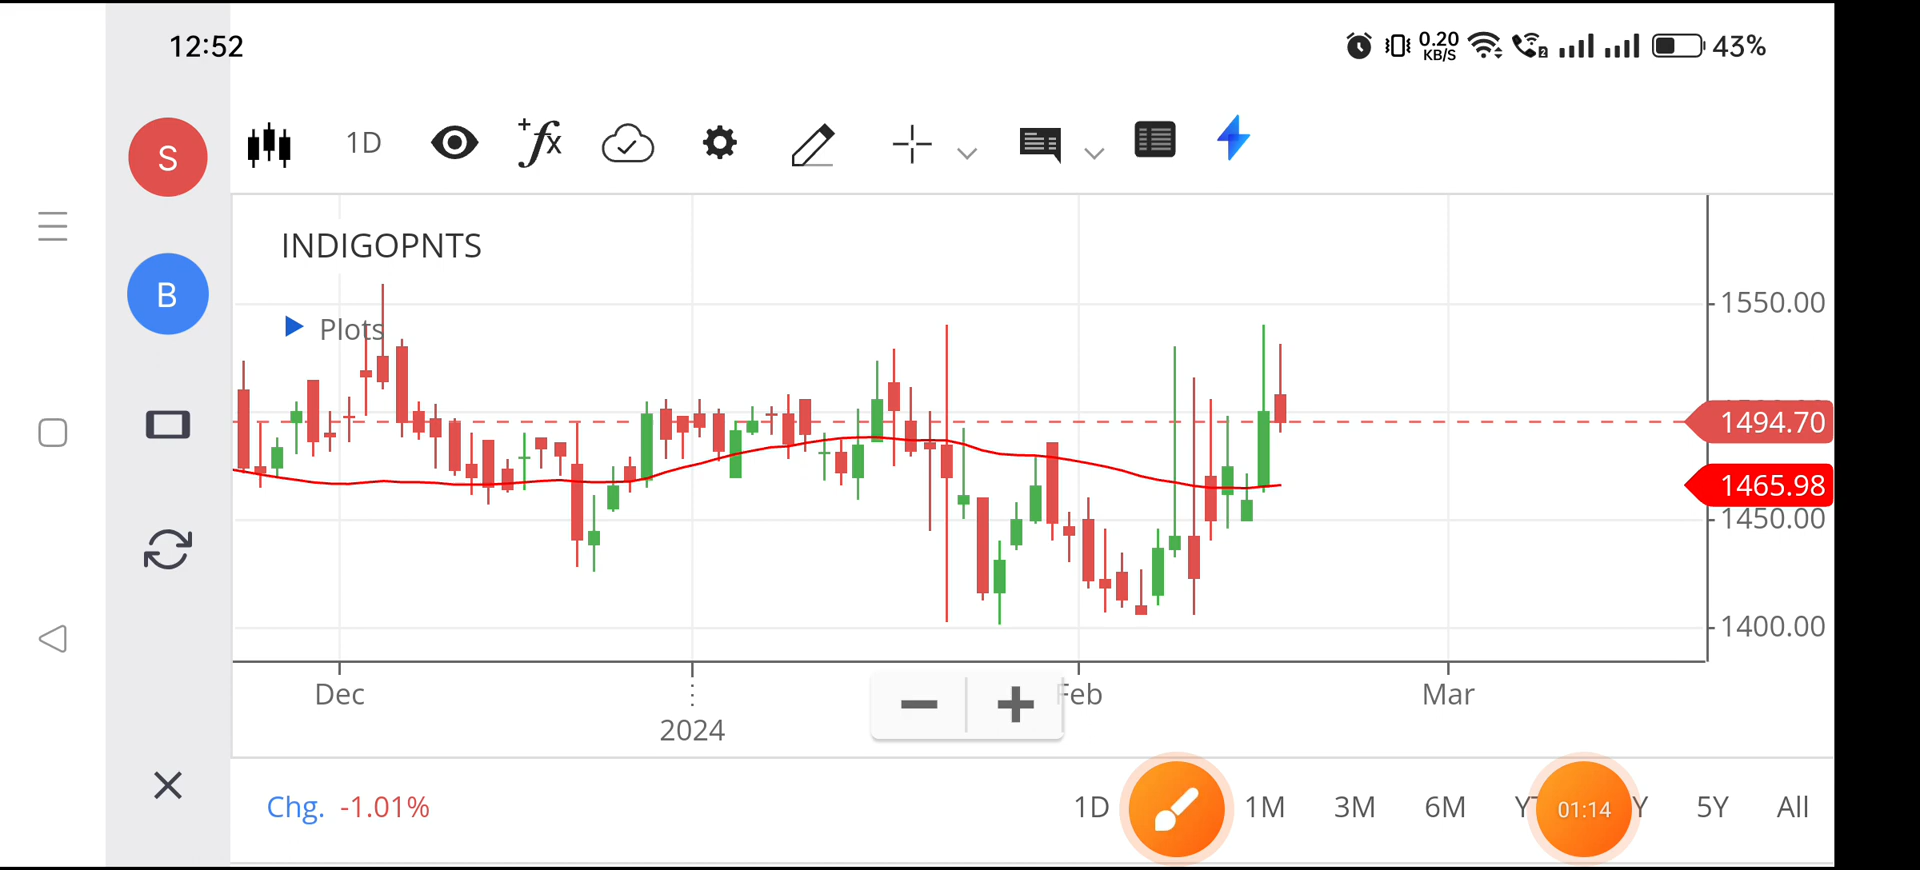 12:52
0.20
KB/S
2
43%
S
1D
B
INDIGOPNTS
Plots
1550.00
1494.70
1465.98
1450.00
1400.00
Dec
Feb
Mar
2024
Chg. -1.01%
1D
1M
3M
6M
01:14
5Y
All